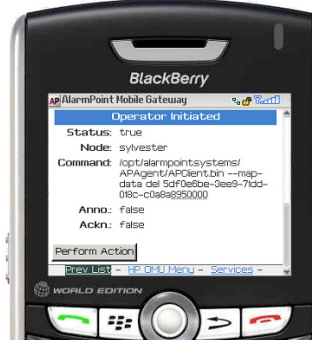 BlackBerry
AP AlarmPoint Mobile Gateway
Operator Initiated
Status: true
Node: sylvester
Command: /opt/alarmpointsystems/
APAgent/APClient.bin --map-
data del 5df0e6be-3ee9-71dd-
018c-c0a8a8950000
Anno.: false
Ackn.: false
Perform Action
Prev List - HP OMU Menu - Services -
WORLD EDITION